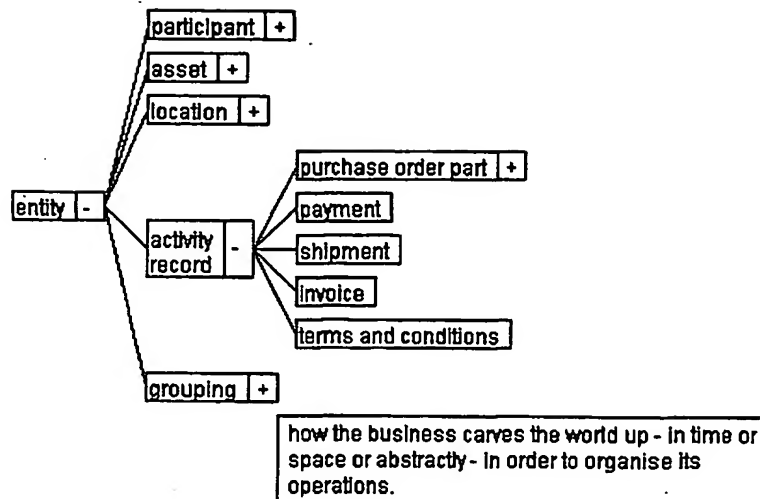 participant +
asset +
location +
purchase order part +
entity -
payment
activity
record -
shipment
invoice
terms and conditions
grouping +
how the business carves the world up - in time or
space or abstractly - in order to organise its
operations.